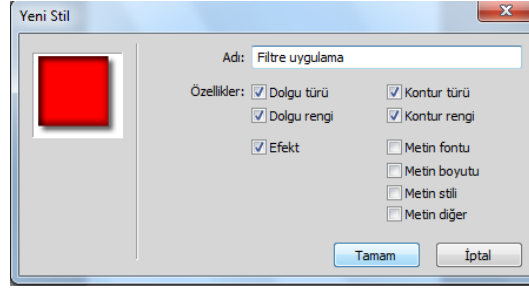 Yeni Stil
Adı: Filtre uygulama
Özellikler: Dolgu türü Kontur türü
Dolgu rengi Kontur rengi
Efekt Metin fontu
Metin boyutu
Metin stili
Metin diğer
Tamam İptal